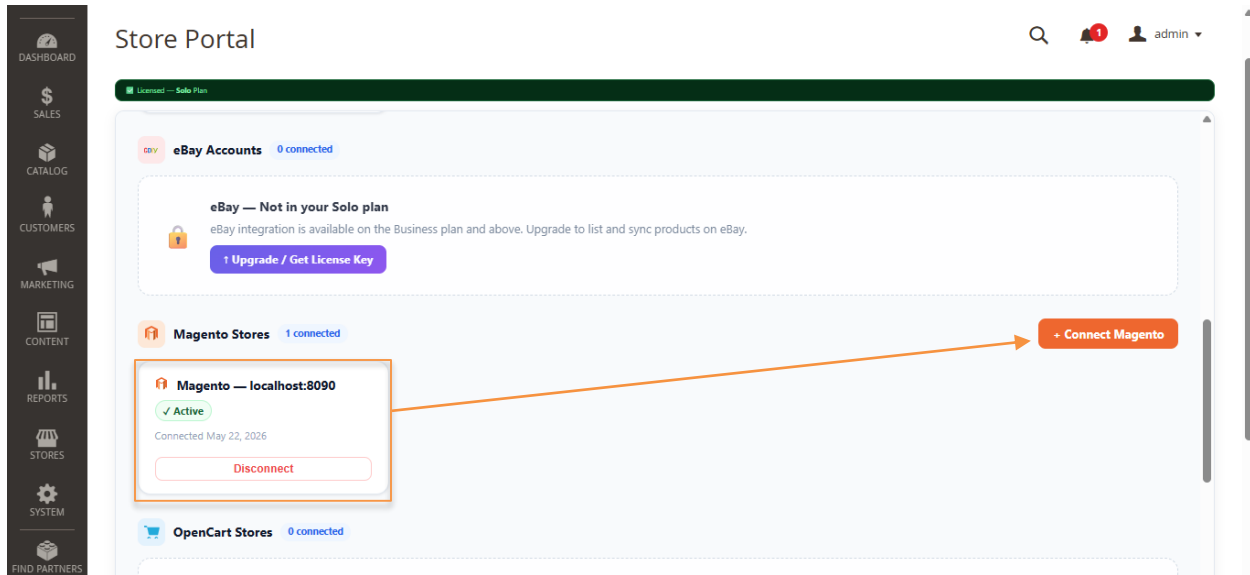 Store Portal
1
admin
DASHBOARD
SALES
CATALOG
CUSTOMERS
MARKETING
CONTENT
REPORTS
STORES
SYSTEM
FIND PARTNERS
Licensed — Solo Plan
eBay Accounts 0 connected
eBay — Not in your Solo plan
eBay integration is available on the Business plan and above. Upgrade to list and sync products on eBay.
↑ Upgrade / Get License Key
Magento Stores 1 connected
+ Connect Magento
Magento — localhost:8090
✓ Active
Connected May 22, 2026
Disconnect
OpenCart Stores 0 connected